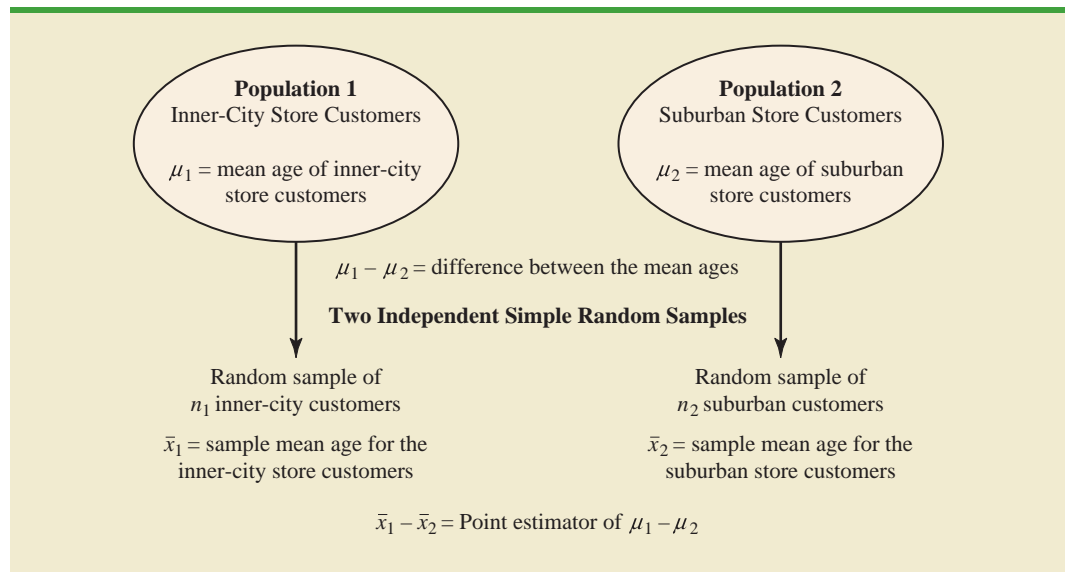 Population 1
Inner-City Store Customers
μ1 = mean age of inner-city
store customers
Population 2
Suburban Store Customers
μ2 = mean age of suburban
store customers
μ1 – μ2 = difference between the mean ages
Two Independent Simple Random Samples
Random sample of
n1 inner-city customers
x̄1 = sample mean age for the
inner-city store customers
Random sample of
n2 suburban customers
x̄2 = sample mean age for the
suburban store customers
x̄1 – x̄2 = Point estimator of μ1 – μ2